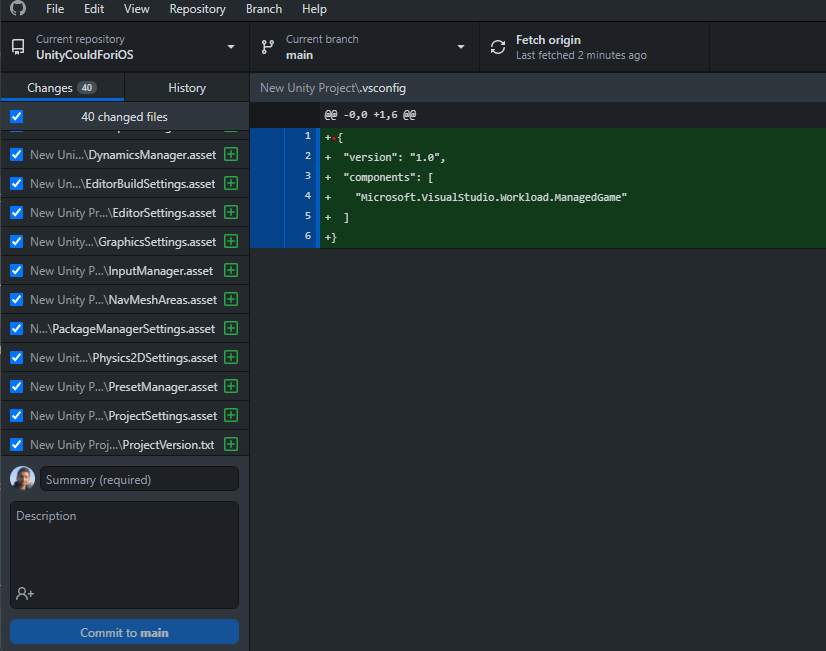 File Edit View Repository Branch Help
Current repository
UnityCouldForiOS
Current branch
main
Fetch origin
Last fetched 2 minutes ago
Changes 40
History
New Unity Project\.vsconfig
40 changed files
@@ -0,0 +1,6 @@
New Uni...\DynamicsManager.asset
New Un...\EditorBuildSettings.asset
New Unity Pr...\EditorSettings.asset
New Unity...\GraphicsSettings.asset
New Unity P...\InputManager.asset
New Unity P...\NavMeshAreas.asset
N...\PackageManagerSettings.asset
New Unit...\Physics2DSettings.asset
New Unity P...\PresetManager.asset
New Unity P...\ProjectSettings.asset
New Unity Proj...\ProjectVersion.txt
1 + {
2 + "version": "1.0",
3 + "components": [
4 + "Microsoft.VisualStudio.Workload.ManagedGame"
5 + ]
6 +}
Summary (required)
Description
Commit to main